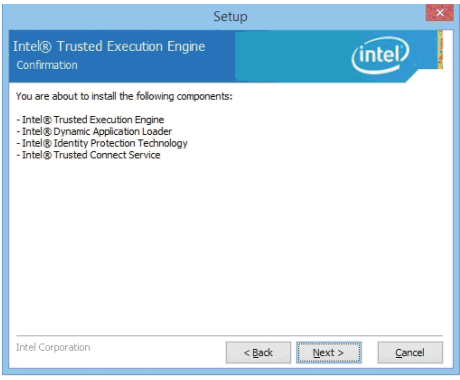 Setup
Intel® Trusted Execution Engine
Confirmation
intel
You are about to install the following components:
- Intel® Trusted Execution Engine
- Intel® Dynamic Application Loader
- Intel® Identity Protection Technology
- Intel® Trusted Connect Service
Intel Corporation
< Back
Next >
Cancel